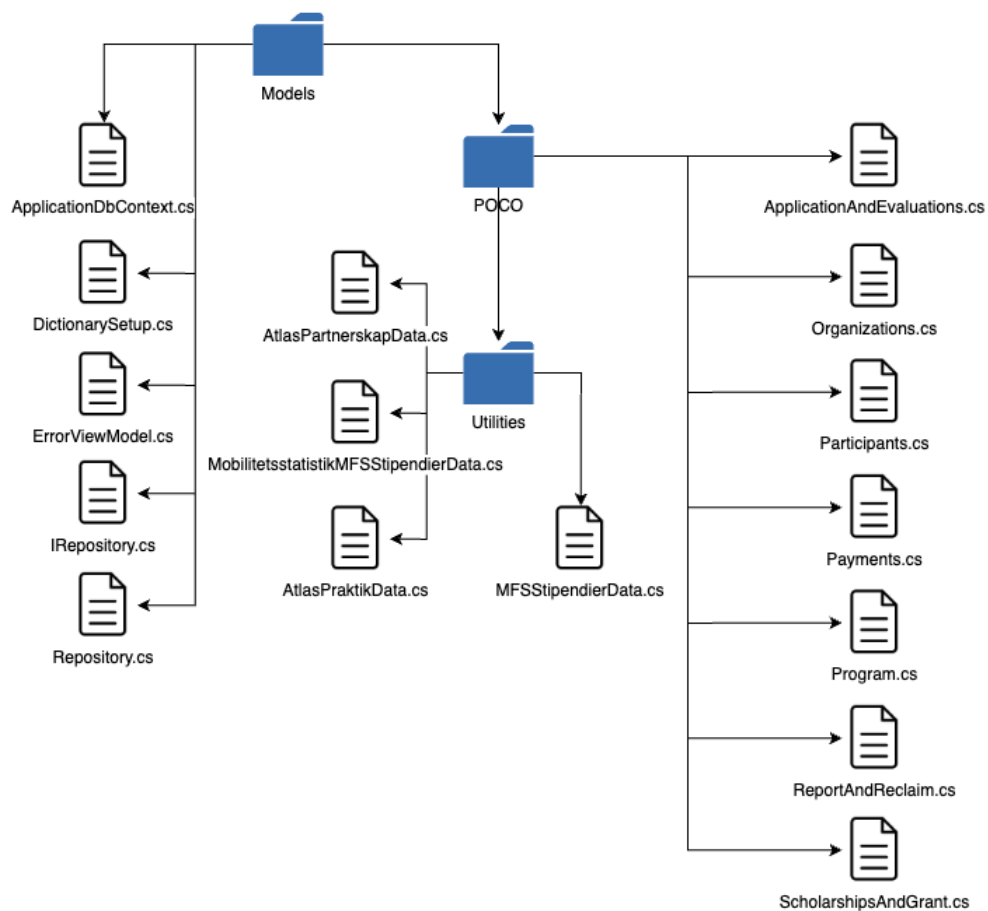 Models
ApplicationDbContext.cs
POCO
ApplicationAndEvaluations.cs
DictionarySetup.cs
AtlasPartnerskapData.cs
Organizations.cs
ErrorViewModel.cs
Utilities
Participants.cs
MobilitetsstatistikMFSStipendierData.cs
IRepository.cs
AtlasPraktikData.cs
MFSStipendierData.cs
Payments.cs
Repository.cs
Program.cs
ReportAndReclaim.cs
ScholarshipsAndGrant.cs